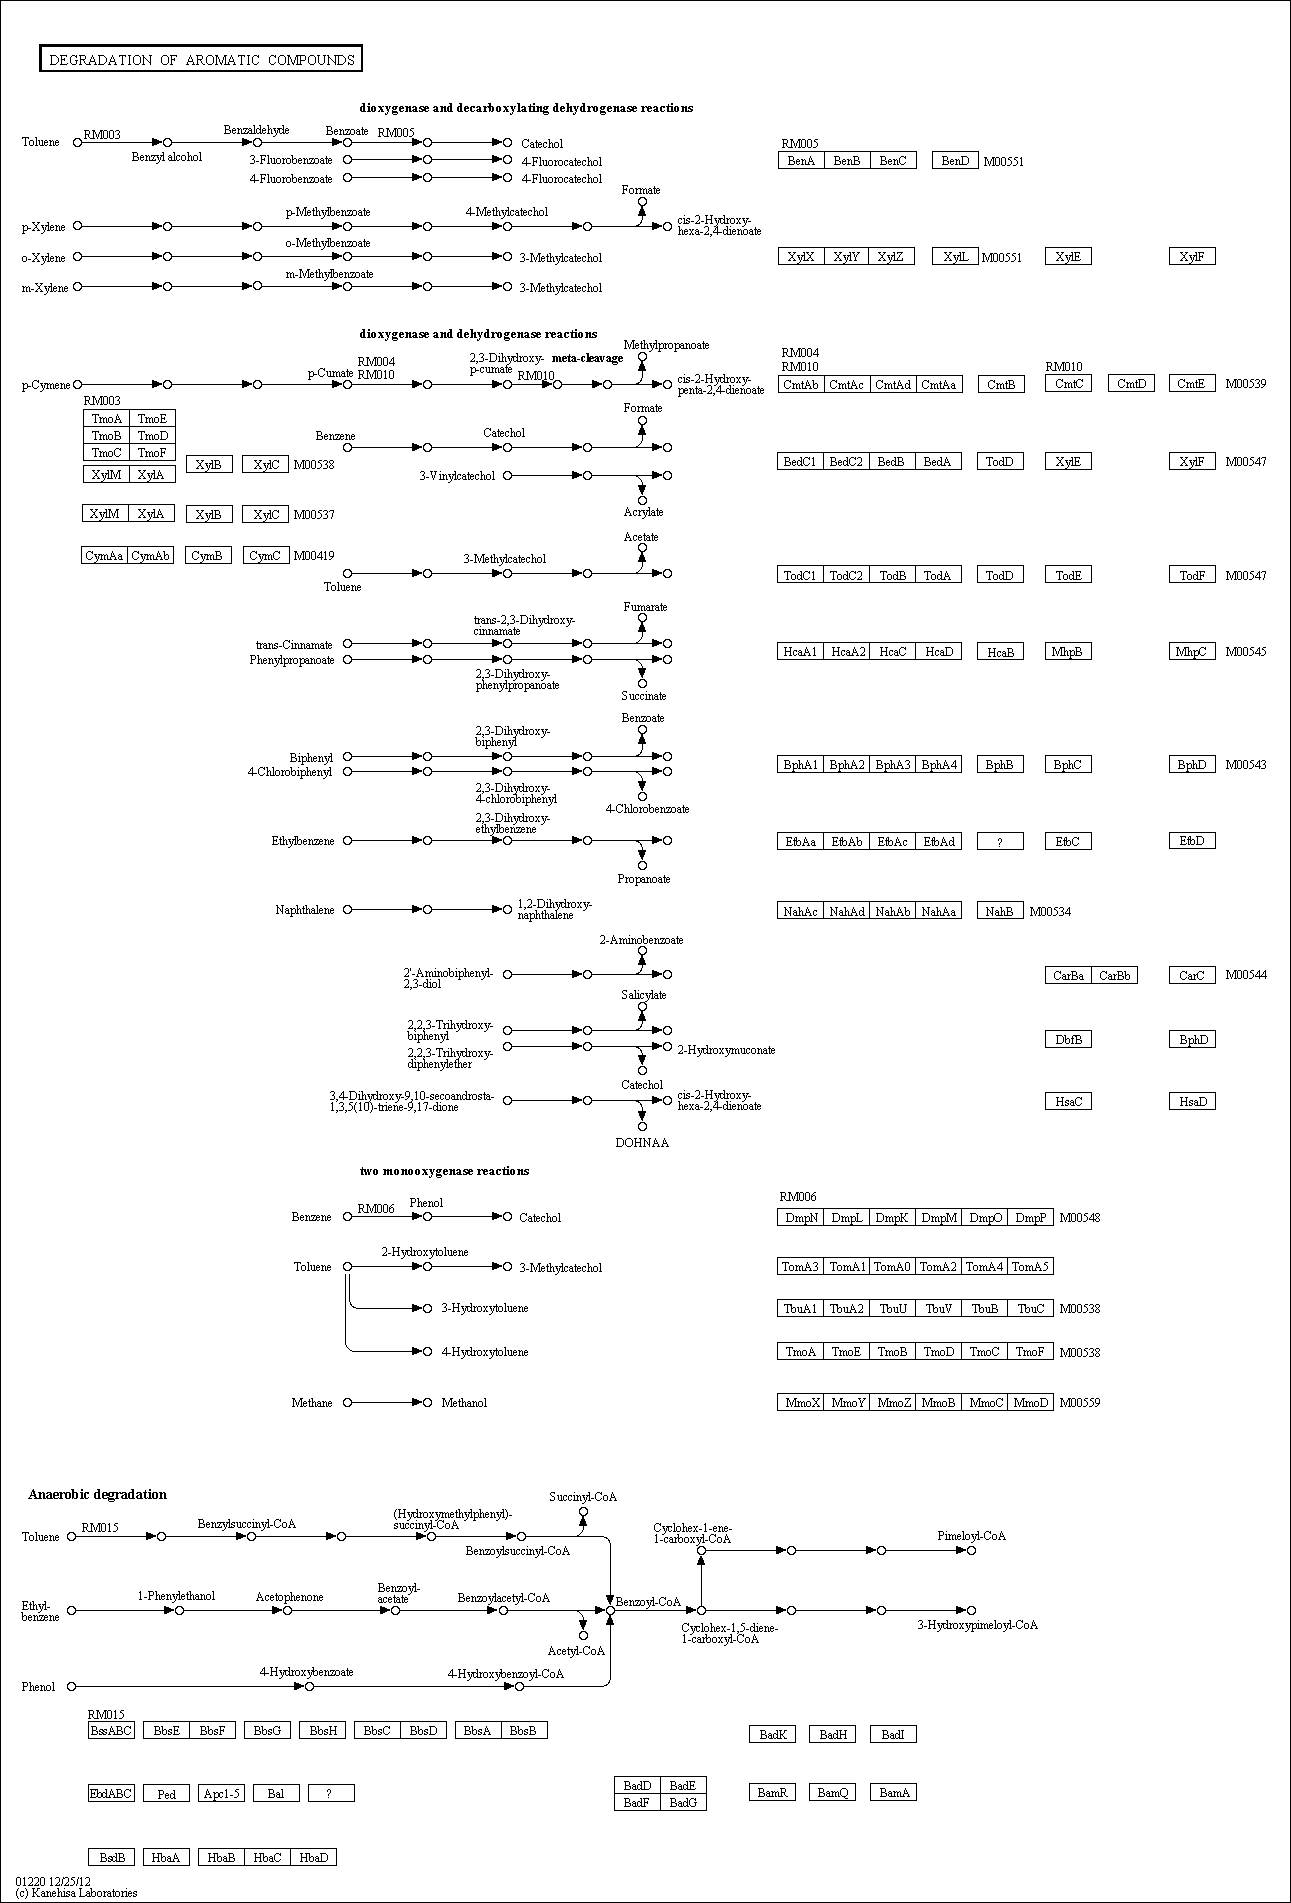 DEGRADATION OF AROMATIC COMPOUNDS
dioxygenase and decarboxylating dehydrogenase reactions
Toluene RM003 Benzyl alcohol Benzaldehyde Benzoate RM005 Catechol
3-Fluorobenzoate 4-Fluorocatechol
4-Fluorobenzoate 4-Fluorocatechol
RM005
BenA BenB BenC BenD M00551
Formate
p-Xylene p-Methylbenzoate 4-Methylcatechol cis-2-Hydroxy-
hexa-2,4-dienoate
o-Xylene o-Methylbenzoate 3-Methylcatechol
XylX XylY XylZ XylL M00551 XylE XylF
m-Xylene m-Methylbenzoate 3-Methylcatechol
dioxygenase and dehydrogenase reactions
p-Cymene p-Cumate RM004
RM010
2,3-Dihydroxy-
p-cumate
RM010 meta-cleavage Methylpropanoate
cis-2-Hydroxy-
penta-2,4-dienoate
RM004
RM010 RM010
CmtAb CmtAc CmtAd CmtAa CmtB CmtC CmtD CmtE M00539
RM003
TmoA TmoE
TmoB TmoD
TmoC TmoF
XylM XylA XylB XylC M00538
XylM XylA XylB XylC M00537
CymAa CymAb CymB CymC M00419
Formate
Benzene Catechol
3-Vinylcatechol
Acrylate
BedC1 BedC2 BedB BedA TodD XylE XylF M00547
Acetate
3-Methylcatechol
Toluene
TodC1 TodC2 TodB TodA TodD TodE TodF M00547
Fumarate
trans-2,3-Dihydroxy-
cinnamate
trans-Cinnamate
Phenylpropanoate
2,3-Dihydroxy-
phenylpropanoate
Succinate
HcaA1 HcaA2 HcaC HcaD HcaB MhpB MhpC M00545
Benzoate
2,3-Dihydroxy-
biphenyl
Biphenyl
4-Chlorobiphenyl
2,3-Dihydroxy-
4-chlorobiphenyl
4-Chlorobenzoate
BphA1 BphA2 BphA3 BphA4 BphB BphC BphD M00543
2,3-Dihydroxy-
ethylbenzene
Ethylbenzene
Propanoate
EtbAa EtbAb EtbAc EtbAd ? EtbC EtbD
Naphthalene 1,2-Dihydroxy-
naphthalene
NahAc NahAd NahAb NahAa NahB M00534
2-Aminobenzoate
2'-Aminobiphenyl-
2,3-diol
CarBa CarBb CarC M00544
Salicylate
2,2,3-Trihydroxy-
biphenyl
2,2,3-Trihydroxy-
diphenylether
2-Hydroxymuconate
Catechol
DbfB BphD
3,4-Dihydroxy-9,10-secoandrosta-
1,3,5(10)-triene-9,17-dione
cis-2-Hydroxy-
hexa-2,4-dienoate
DOHNAA
HsaC HsaD
two monooxygenase reactions
Benzene RM006 Phenol Catechol
RM006
DmpN DmpL DmpK DmpM DmpO DmpP M00548
2-Hydroxytoluene
Toluene 3-Methylcatechol
TomA3 TomA1 TomA0 TomA2 TomA4 TomA5
3-Hydroxytoluene
TbuA1 TbuA2 TbuU TbuV TbuB TbuC M00538
4-Hydroxytoluene
TmoA TmoE TmoB TmoD TmoC TmoF M00538
Methane Methanol
MmoX MmoY MmoZ MmoB MmoC MmoD M00559
Anaerobic degradation
Toluene RM015 Benzylsuccinyl-CoA (Hydroxymethylphenyl)-
succinyl-CoA
Benzoylsuccinyl-CoA
Succinyl-CoA
Cyclohex-1-ene-
1-carboxyl-CoA
Pimeloyl-CoA
Ethyl-
benzene
1-Phenylethanol Acetophenone Benzoyl-
acetate
Benzoylacetyl-CoA
Acetyl-CoA
Benzoyl-CoA
Cyclohex-1,5-diene-
1-carboxyl-CoA
3-Hydroxypimeloyl-CoA
Phenol 4-Hydroxybenzoate 4-Hydroxybenzoyl-CoA
RM015
BssABC BbsE BbsF BbsG BbsH BbsC BbsD BbsA BbsB
BadK BadH BadI
EbdABC Ped Apc1-5 Bal ?
BadD BadE
BadF BadG
BamR BamQ BamA
BsdB HbaA HbaB HbaC HbaD
01220 12/25/12
(c) Kanehisa Laboratories